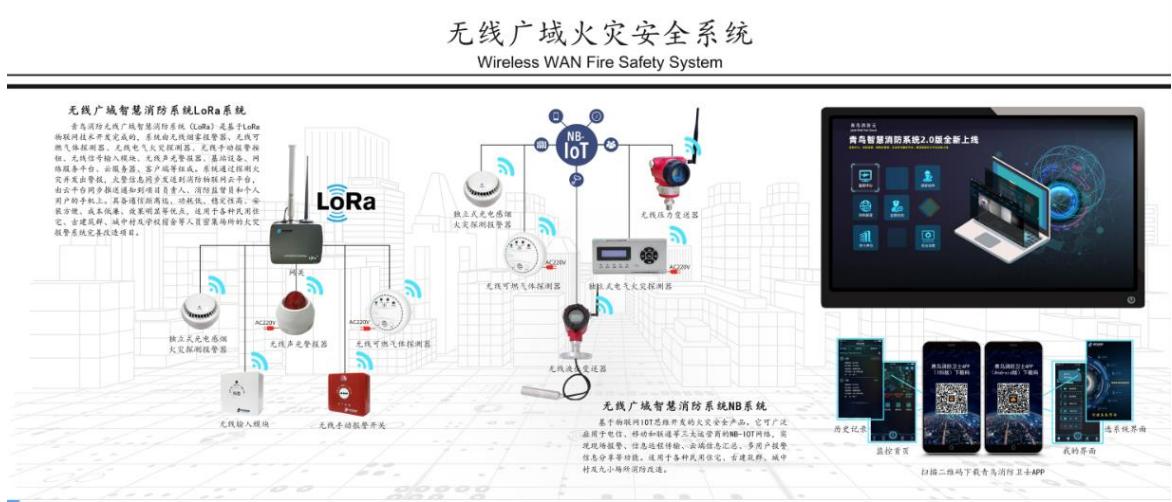 无线广域火灾安全系统
Wireless WAN Fire Safety System
无线广域智慧消防系统LoRa系统
青鸟消防无线广域智慧消防系统（LoRa）是基于LoRa
物联网技术开发完成的，系统由无线烟雾报警器、无线可
燃气体探测器、无线电气火灾探测器、无线手动报警按
钮、无线信号输入模块、无线声光警报器、基站设备、网
络服务平台、云服务器、客户端等组成。系统通过探测火
灾并发出警报，火警信息同步发送到消防物联网云平台，
由云平台同步推送通知到项目负责人、消防监管员和个人
用户的手机上。具备通信距离远、功耗低、稳定性高、安
装方便、成本低廉、效果明显等优点，适用于各种民用住
宅、古建筑群、城中村及学校宿舍等人员密集场所的火灾
报警系统完善改造项目。
LoRa
网关
独立式光电感烟
火灾探测报警器
AC220V
无线声光警报器
AC220V
无线可燃气体探测器
无线输入模块
无线手动报警开关
NB-
IoT
独立式光电感烟
火灾探测报警器
无线压力变送器
AC220V
无线可燃气体探测器
AC220V
独立式电气火灾探测器
无线液位变送器
无线广域智慧消防系统NB系统
基于物联网IOT思维开发的火灾安全产品。它可广泛
应用于电信、移动和联通等三大运营商的NB-IOT网络，实
现现场报警、信息远程传输、云端信息汇总、多用户报警
信息分享等功能。适用于各种民用住宅、古建筑群、城中
村及九小场所消防改造。
青鸟消防云
青鸟智慧消防系统2.0版全新上线
青鸟消防卫士APP
（IOS版）下载码
青鸟消防卫士APP
（Android版）下载码
历史记录
监控首页
我的界面
选系统界面
扫描二维码下载青鸟消防卫士APP